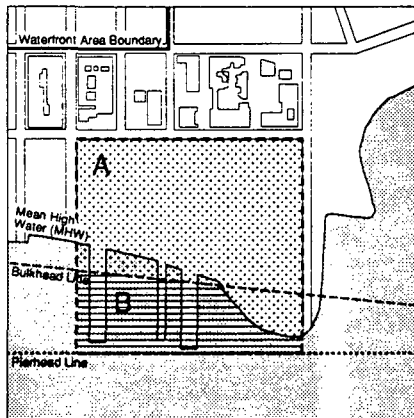 Waterfront Area Boundary
A
Mean High
Water (MHW)
Bulkhead Line
B
Pierhead Line